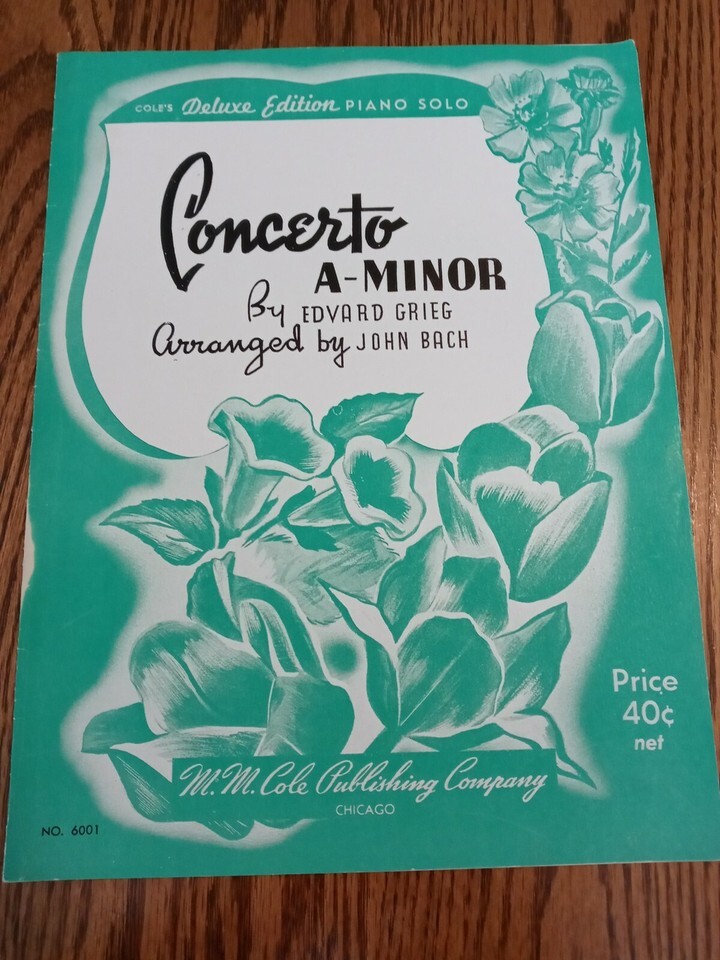 COLE'S Deluxe Edition PIANO SOLO
Concerto
A-MINOR
By EDVARD GRIEG
Arranged by JOHN BACH
Price
40¢
net
M. M. Cole Publishing Company
CHICAGO
NO. 6001